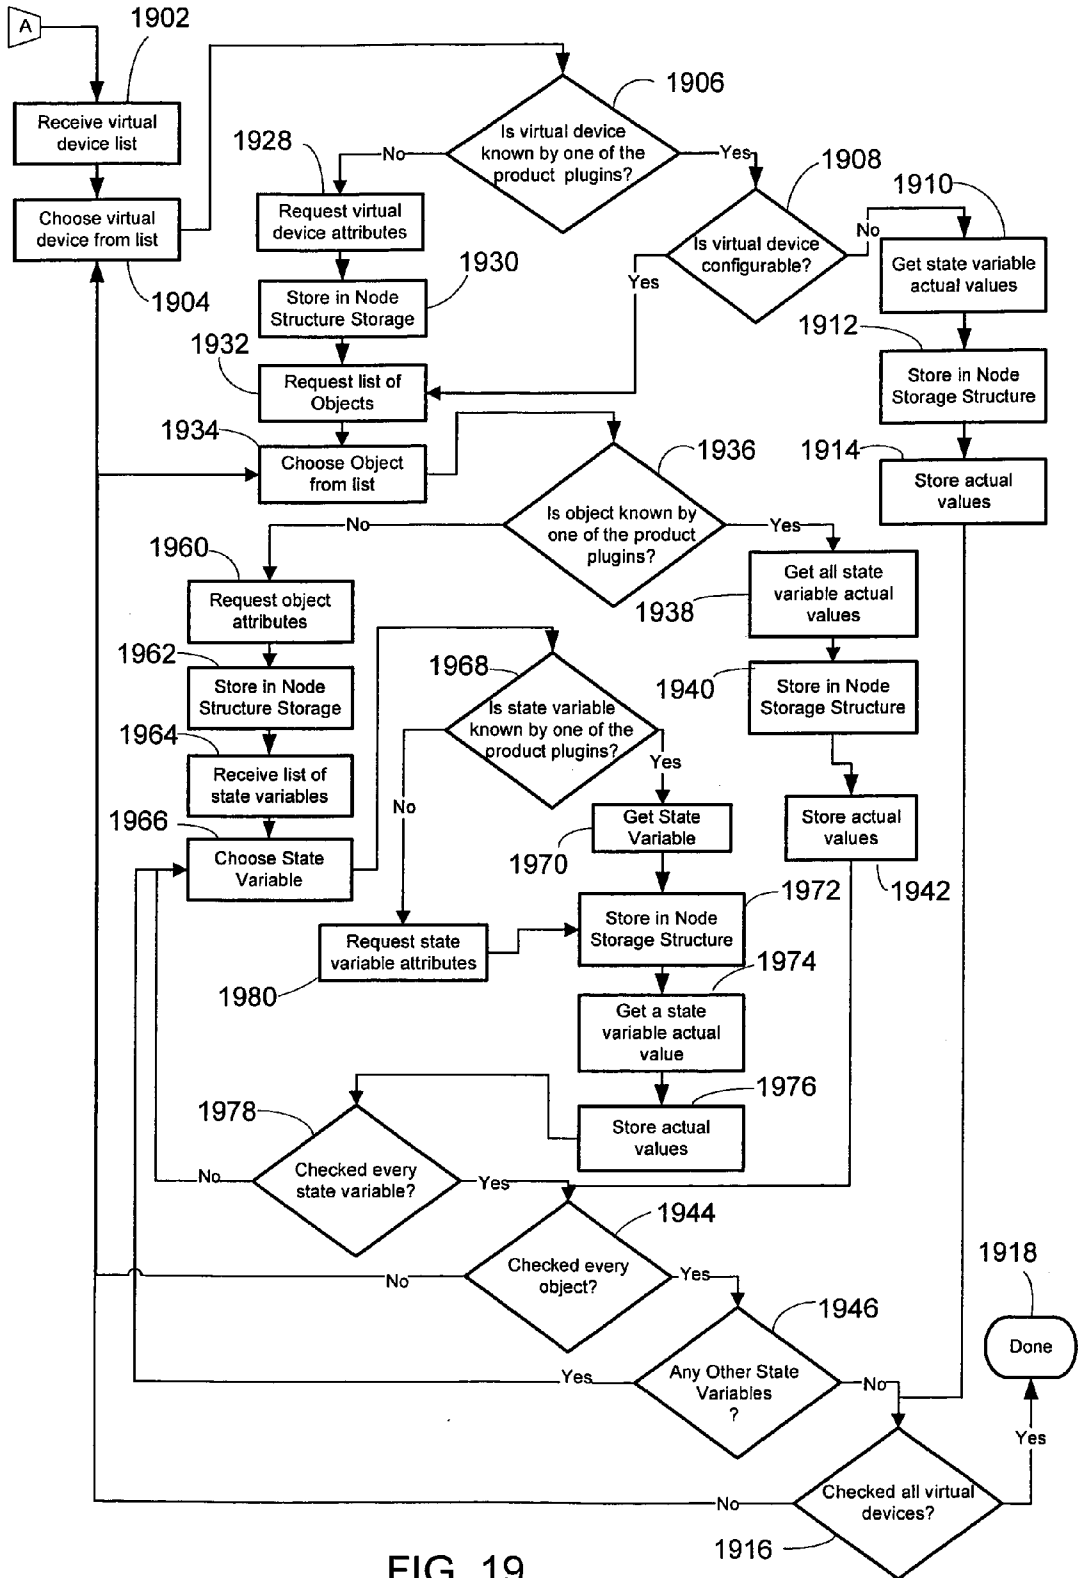 A
1902
Receive virtual
device list
Choose virtual
device from list
1904
1906
Is virtual device
known by one of the
product plugins?
No
Yes
1928
Request virtual
device attributes
1930
Store in Node
Structure Storage
1932
Request list of
Objects
1934
Choose Object
from list
1908
Is virtual device
configurable?
Yes
No
1910
Get state variable
actual values
1912
Store in Node
Storage Structure
1914
Store actual
values
1936
Is object known by
one of the product
plugins?
No
Yes
1938
Get all state
variable actual
values
1940
Store in Node
Storage Structure
Store actual
values
1942
1960
Request object
attributes
1962
Store in Node
Structure Storage
1964
Receive list of
state variables
1966
Choose State
Variable
1968
Is state variable
known by one of the
product plugins?
No
Yes
Get State
Variable
1970
1972
Store in Node
Storage Structure
Request state
variable attributes
1980
1974
Get a state
variable actual
value
1976
Store actual
values
1978
Checked every
state variable?
No
Yes
1944
Checked every
object?
No
Yes
1946
Any Other State
Variables
?
Yes
No
1918
Done
Yes
Checked all virtual
devices?
No
1916
FIG. 19